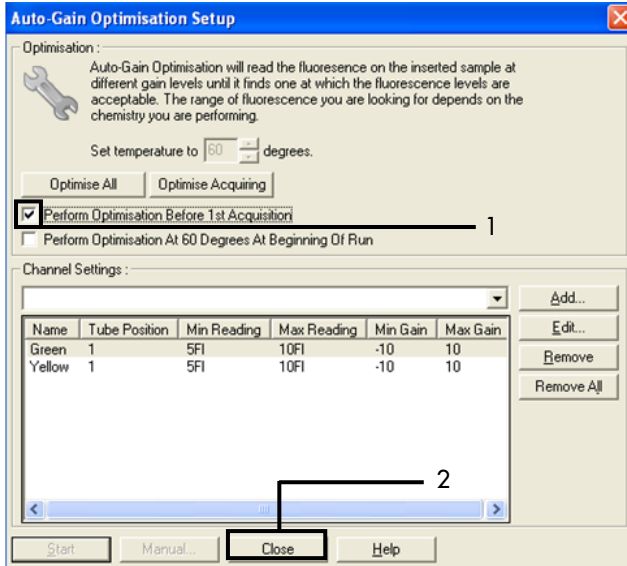 Auto-Gain Optimisation Setup
Optimisation :
Auto-Gain Optimisation will read the fluoresence on the inserted sample at
different gain levels until it finds one at which the fluorescence levels are
acceptable. The range of fluorescence you are looking for depends on the
chemistry you are performing.
Set temperature to 60 degrees.
Optimise All Optimise Acquiring
Perform Optimisation Before 1st Acquisition 1
Perform Optimisation At 60 Degrees At Beginning Of Run
Channel Settings :
Add...
Name Tube Position Min Reading Max Reading Min Gain Max Gain Edit...
Green 1 5Fl 10Fl -10 10
Yellow 1 5Fl 10Fl -10 10
Remove
Remove All
2
Start Manual... Close Help